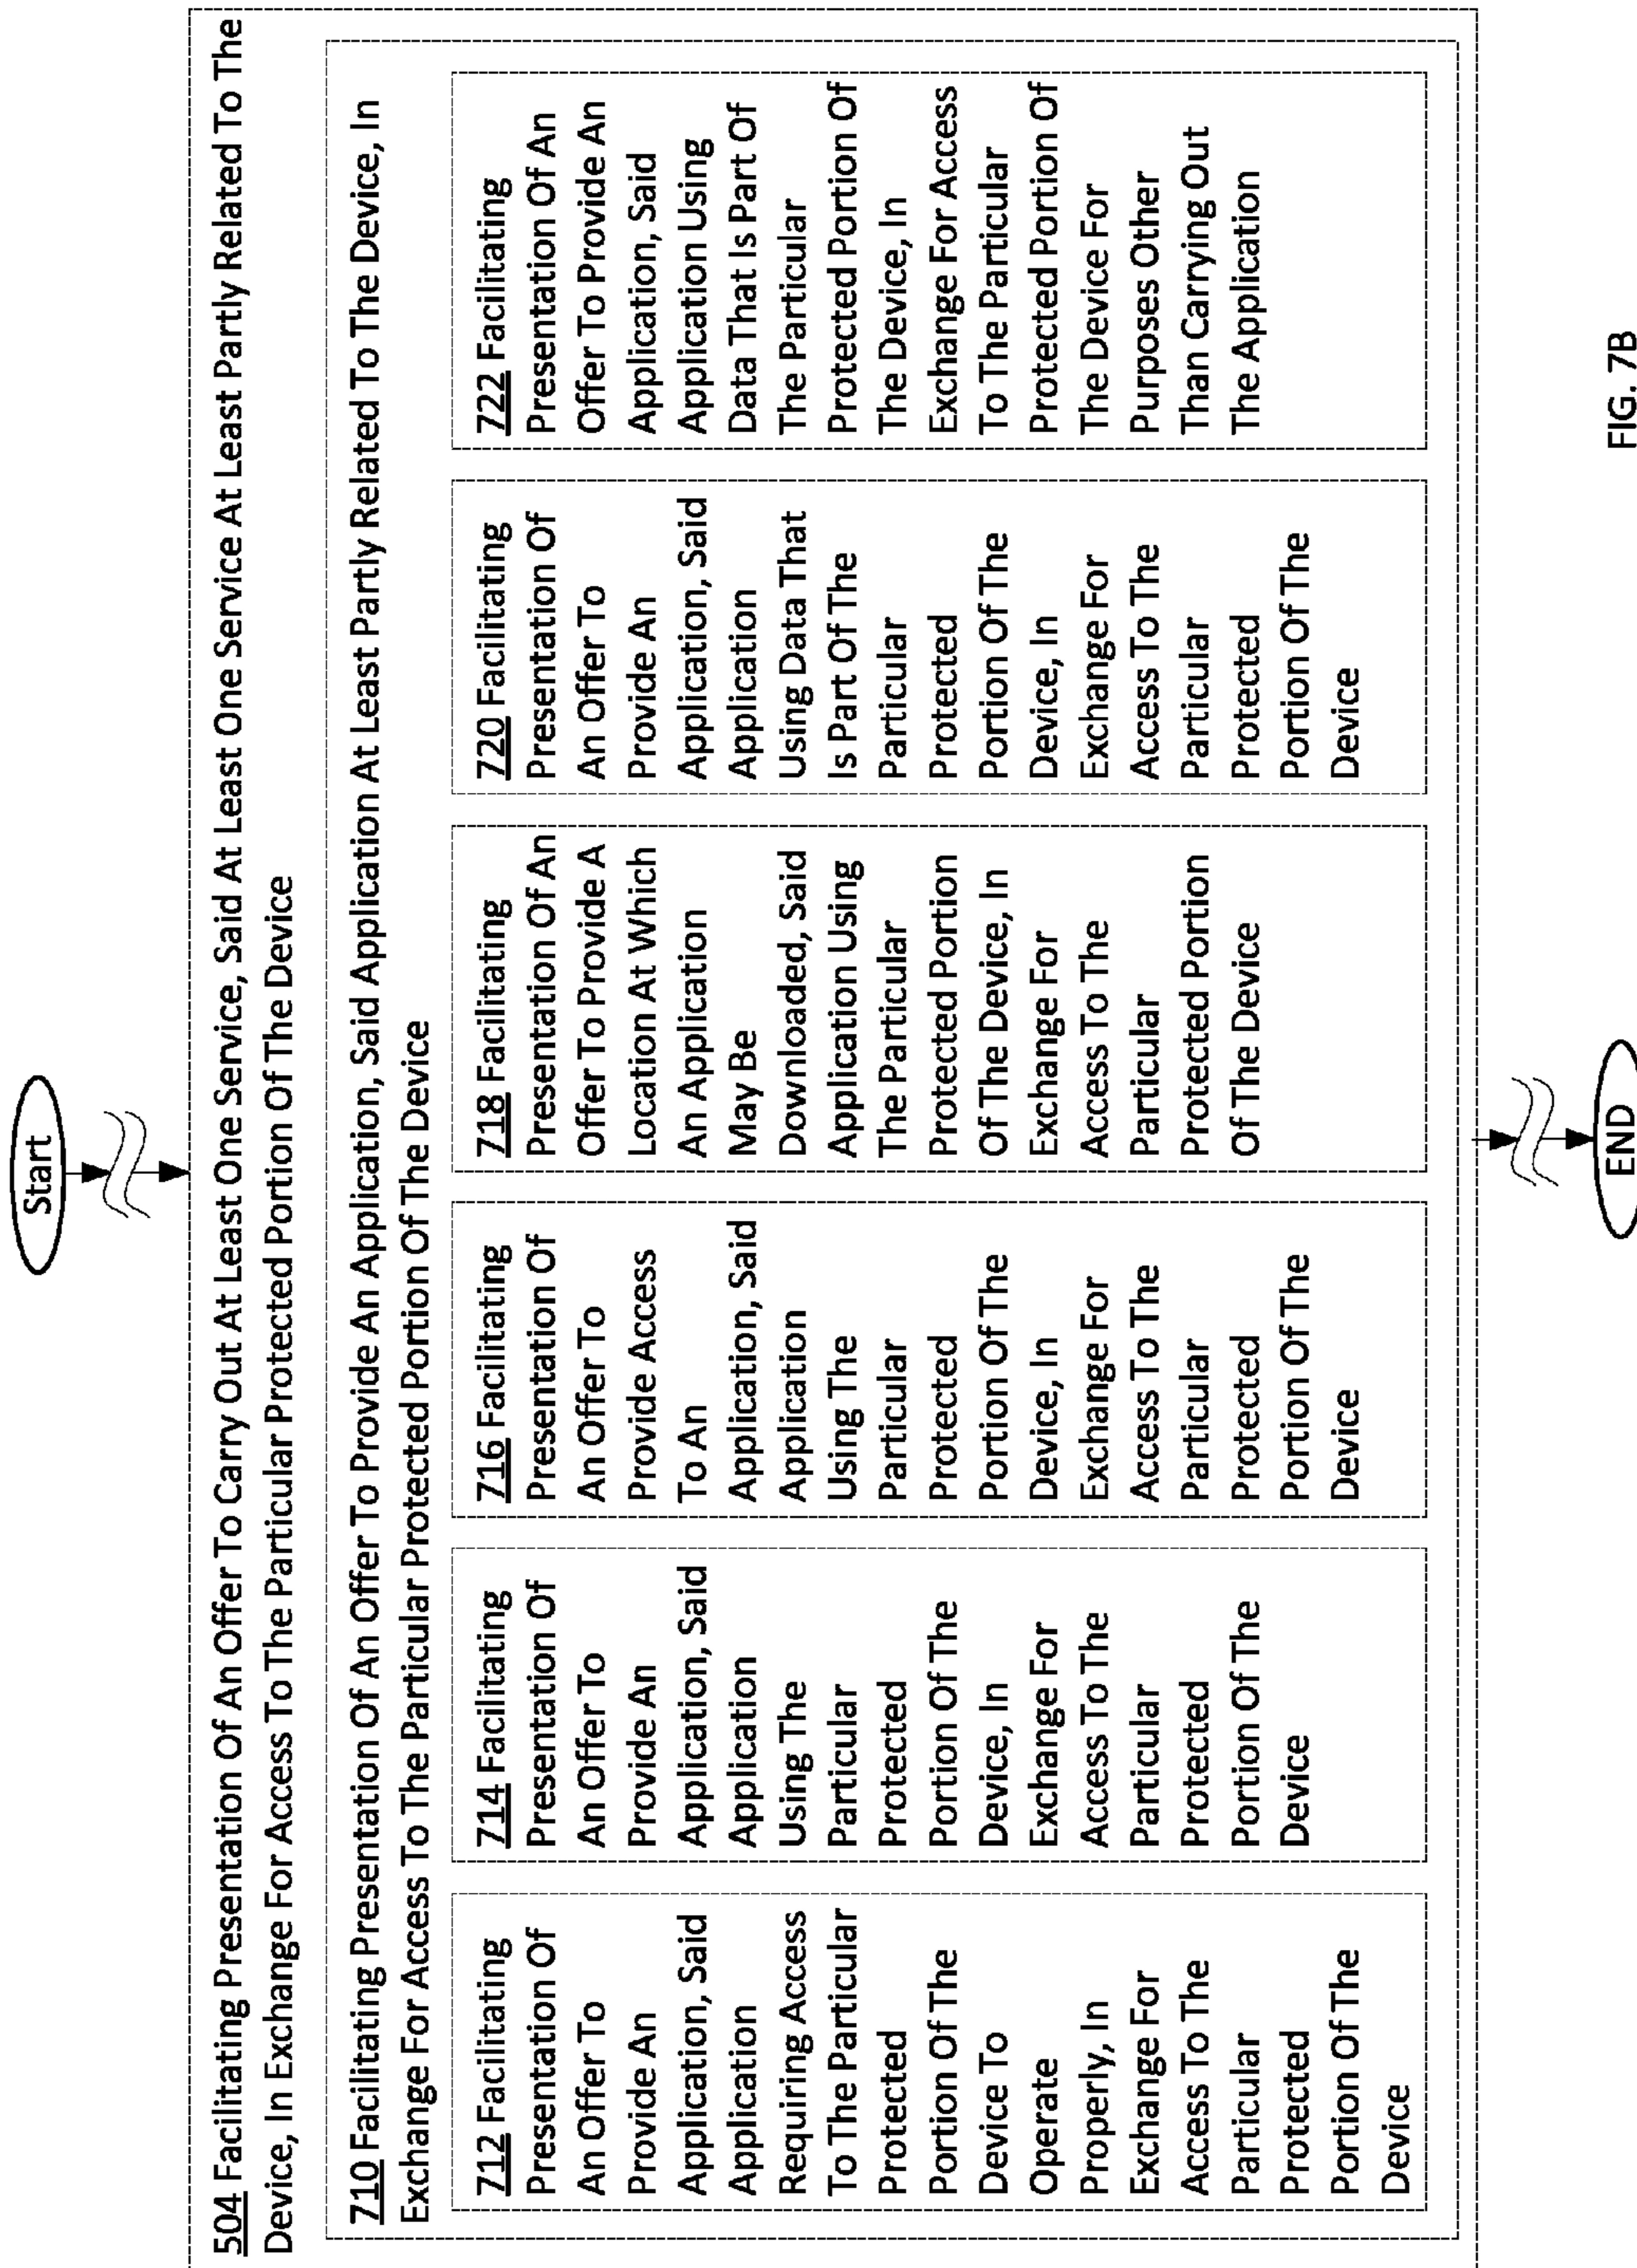 Start
504 Facilitating Presentation Of An Offer To Carry Out At Least One Service, Said At Least One Service At Least Partly Related To The
Device, In Exchange For Access To The Particular Protected Portion Of The Device
710 Facilitating Presentation Of An Offer To Provide An Application, Said Application At Least Partly Related To The Device, In
Exchange For Access To The Particular Protected Portion Of The Device
712 Facilitating
Presentation Of
An Offer To
Provide An
Application, Said
Application
Requiring Access
To The Particular
Protected
Portion Of The
Device To
Operate
Properly, In
Exchange For
Access To The
Particular
Protected
Portion Of The
Device
714 Facilitating
Presentation Of
An Offer To
Provide An
Application, Said
Application
Using The
Particular
Protected
Portion Of The
Device, In
Exchange For
Access To The
Particular
Protected
Portion Of The
Device
716 Facilitating
Presentation Of
An Offer To
Provide Access
To An
Application, Said
Application
Using The
Particular
Protected
Portion Of The
Device, In
Exchange For
Access To The
Particular
Protected
Portion Of The
Device
718 Facilitating
Presentation Of An
Offer To Provide A
Location At Which
An Application
May Be
Downloaded, Said
Application Using
The Particular
Protected Portion
Of The Device, In
Exchange For
Access To The
Particular
Protected Portion
Of The Device
720 Facilitating
Presentation Of
An Offer To
Provide An
Application, Said
Application
Using Data That
Is Part Of The
Particular
Protected
Portion Of The
Device, In
Exchange For
Access To The
Particular
Protected
Portion Of The
Device
722 Facilitating
Presentation Of An
Offer To Provide An
Application, Said
Application Using
Data That Is Part Of
The Particular
Protected Portion Of
The Device, In
Exchange For Access
To The Particular
Protected Portion Of
The Device For
Purposes Other
Than Carrying Out
The Application
END
FIG. 7B